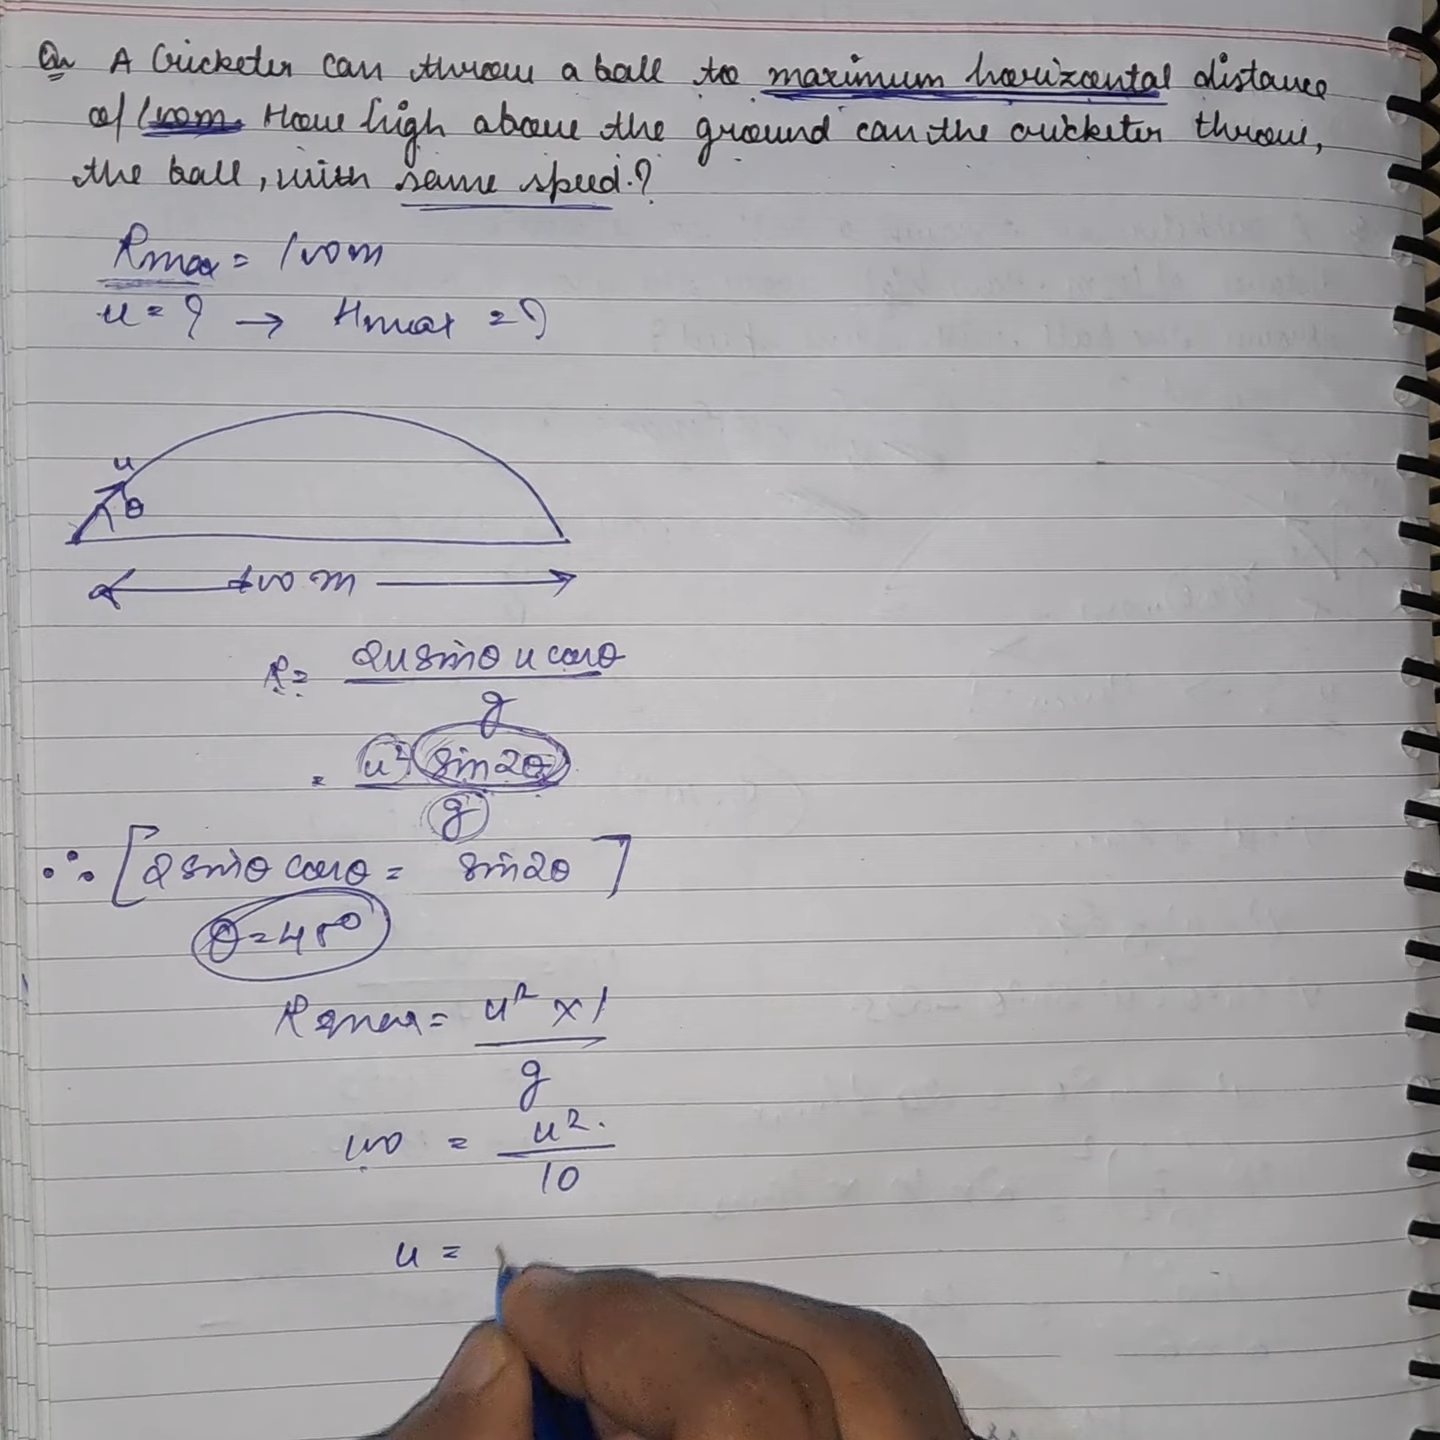 Qn A Cricketer can throw a ball to maximum horizontal distance
of 100m. How high above the ground can the cricketer throw,
the ball, with same speed.?
Rmax = 100m
u = ? → Hmax = ?
u
θ
100 m
R = 2u sinθ u cosθ
g
= u² sin2θ
g
∴ [2 sinθ cosθ = sin2θ]
θ = 45°
Rmax = u² × 1
g
100 = u².
10
u =